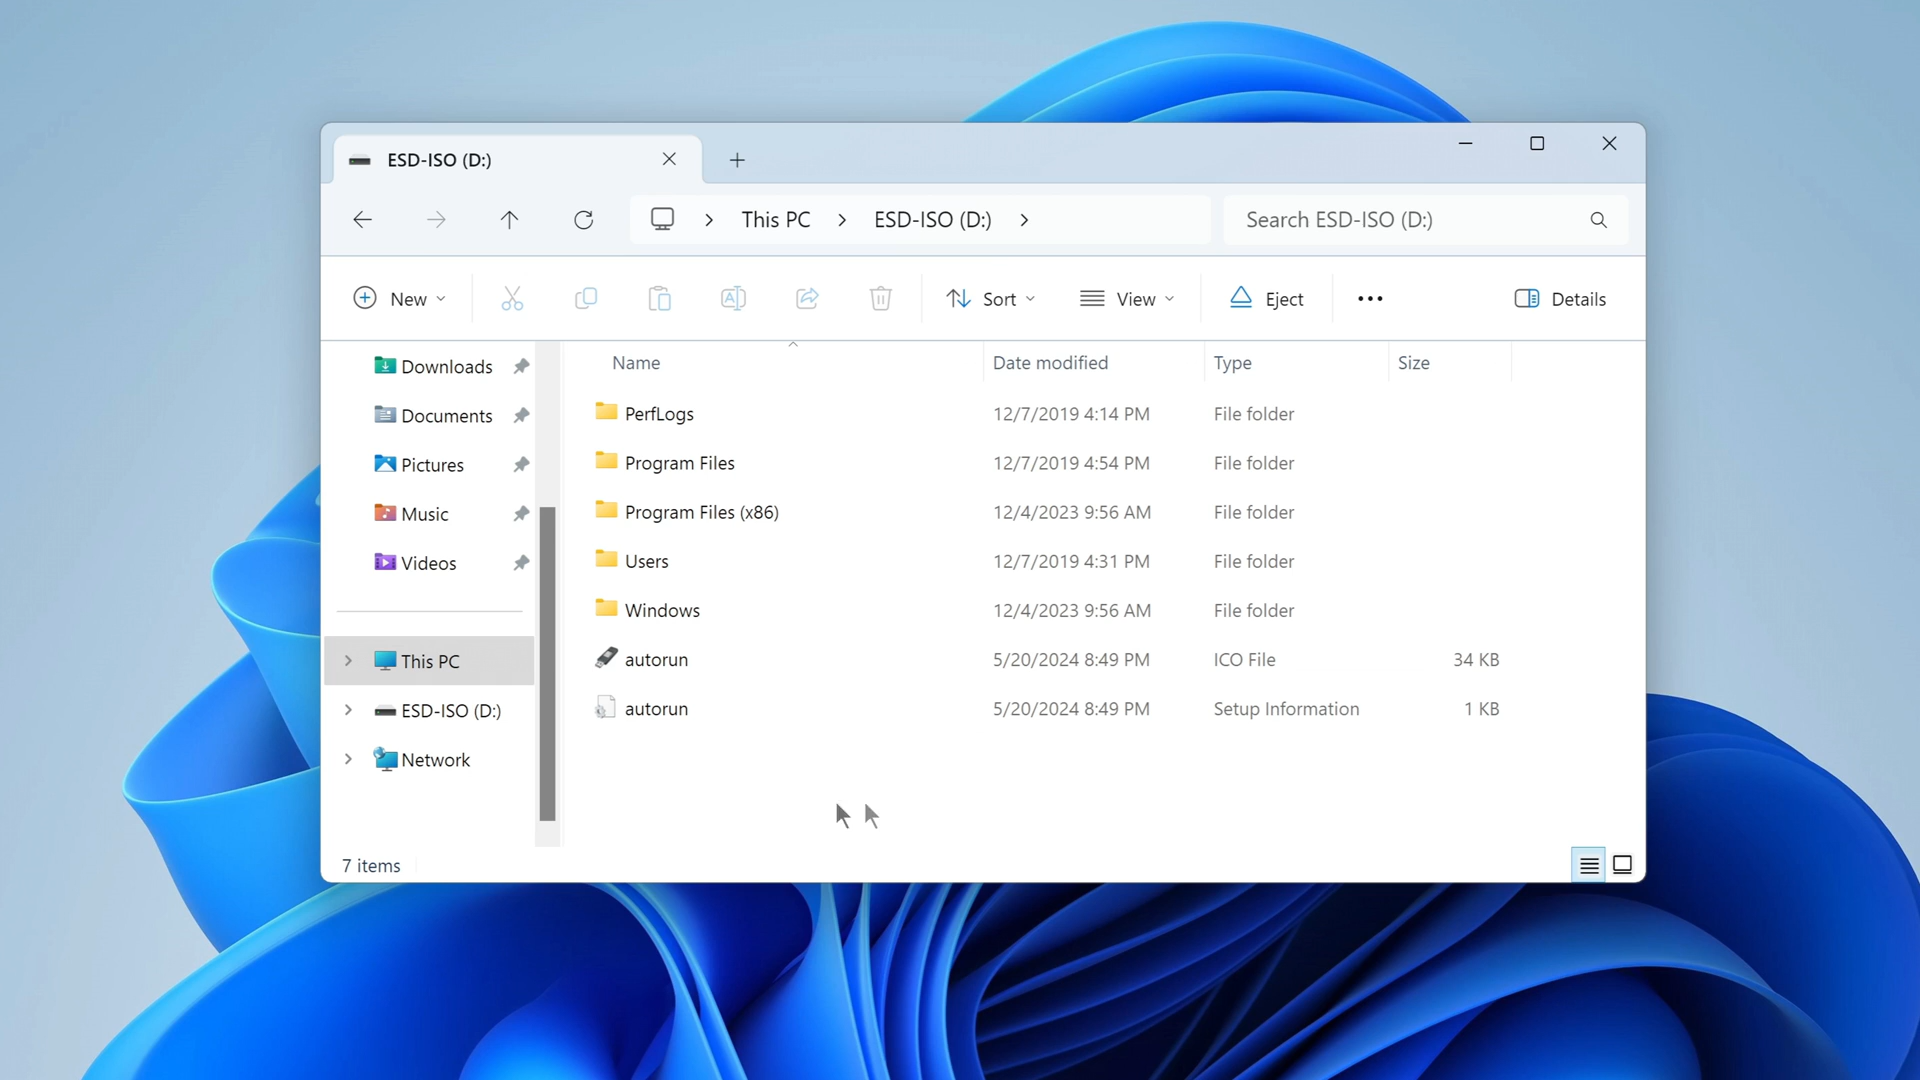 ESD-ISO (D:)
This PC ESD-ISO (D:) Search ESD-ISO (D:)
New Sort View Eject Details
Name Date modified Type Size
Downloads
Documents
Pictures
Music
Videos
This PC
ESD-ISO (D:)
Network
PerfLogs 12/7/2019 4:14 PM File folder
Program Files 12/7/2019 4:54 PM File folder
Program Files (x86) 12/4/2023 9:56 AM File folder
Users 12/7/2019 4:31 PM File folder
Windows 12/4/2023 9:56 AM File folder
autorun 5/20/2024 8:49 PM ICO File 34 KB
autorun 5/20/2024 8:49 PM Setup Information 1 KB
7 items